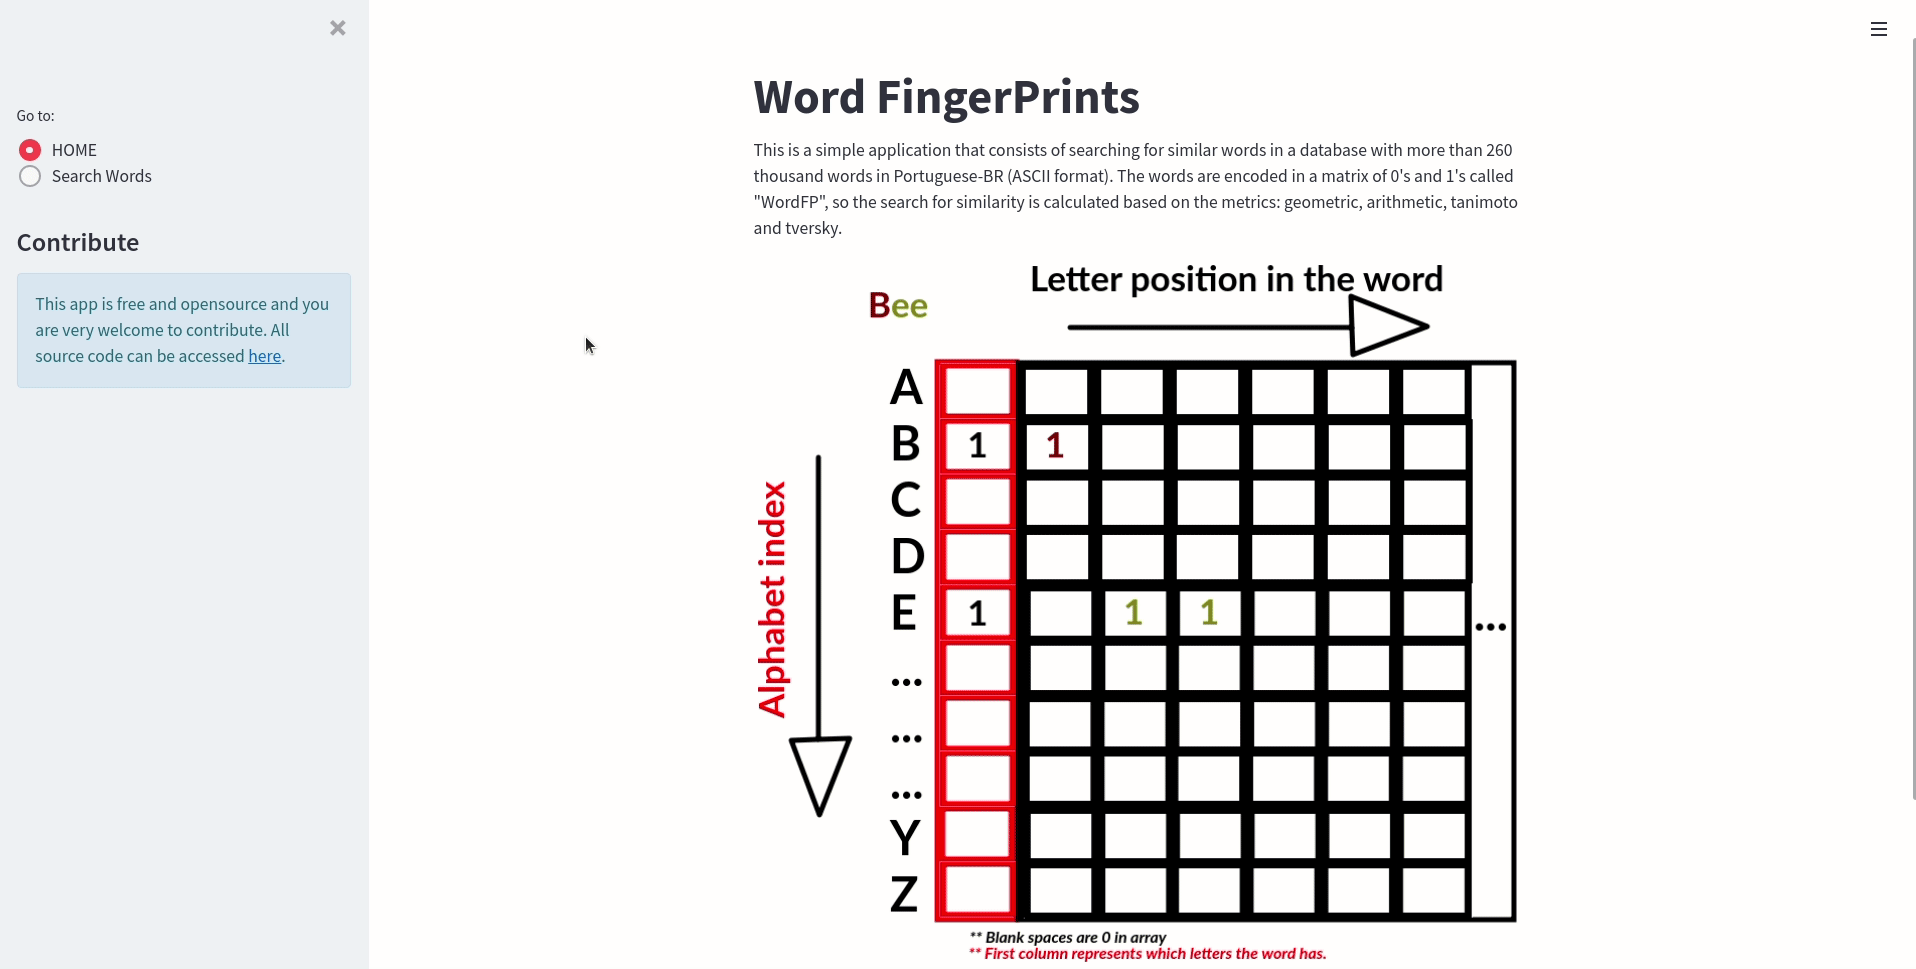 Go to:
HOME
Search Words
Contribute
This app is free and opensource and you
are very welcome to contribute. All
source code can be accessed here.
Word FingerPrints
This is a simple application that consists of searching for similar words in a database with more than 260
thousand words in Portuguese-BR (ASCII format). The words are encoded in a matrix of 0's and 1's called
"WordFP", so the search for similarity is calculated based on the metrics: geometric, arithmetic, tanimoto
and tversky.
Letter position in the word
Bee
Alphabet index
A
B 1 1
C
D
E 1 1 1
...
...
...
...
Y
Z
** Blank spaces are 0 in array
** First column represents which letters the word has.